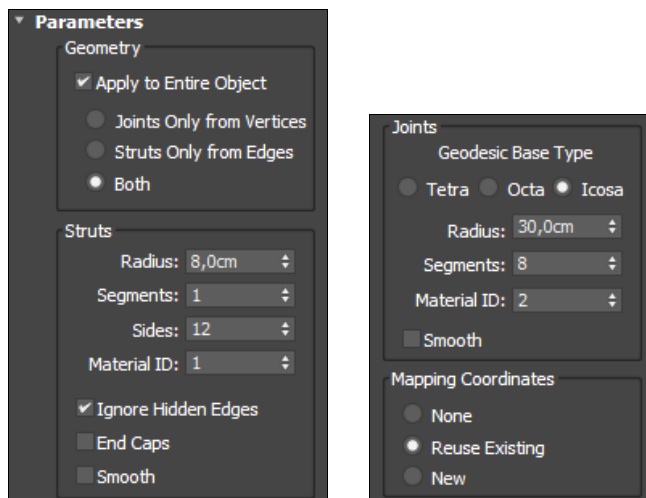 Parameters
Geometry
Apply to Entire Object
Joints Only from Vertices
Struts Only from Edges
Both
Struts
Radius: 8,0cm
Segments: 1
Sides: 12
Material ID: 1
Ignore Hidden Edges
End Caps
Smooth
Joints
Geodesic Base Type
Tetra Octa Icosa
Radius: 30,0cm
Segments: 8
Material ID: 2
Smooth
Mapping Coordinates
None
Reuse Existing
New